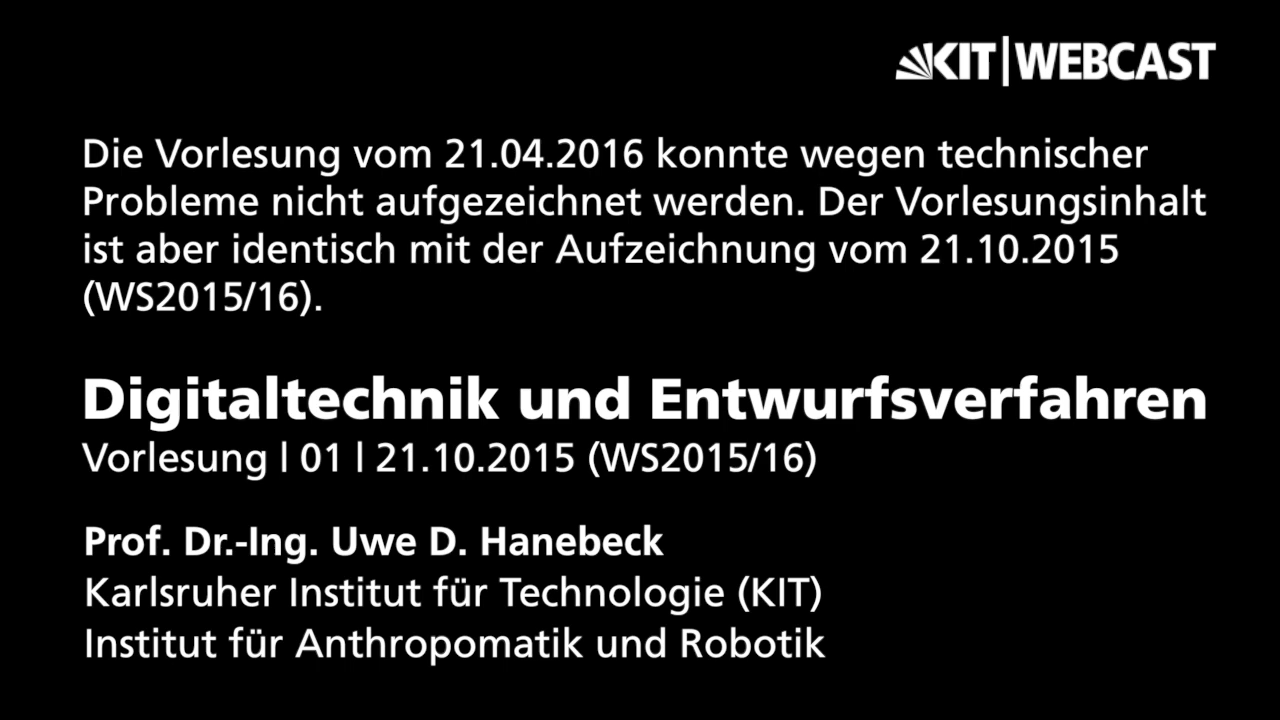 KIT|WEBCAST
Die Vorlesung vom 21.04.2016 konnte wegen technischer
Probleme nicht aufgezeichnet werden. Der Vorlesungsinhalt
ist aber identisch mit der Aufzeichnung vom 21.10.2015
(WS2015/16).
Digitaltechnik und Entwurfsverfahren
Vorlesung | 01 | 21.10.2015 (WS2015/16)
Prof. Dr.-Ing. Uwe D. Hanebeck
Karlsruher Institut für Technologie (KIT)
Institut für Anthropomatik und Robotik